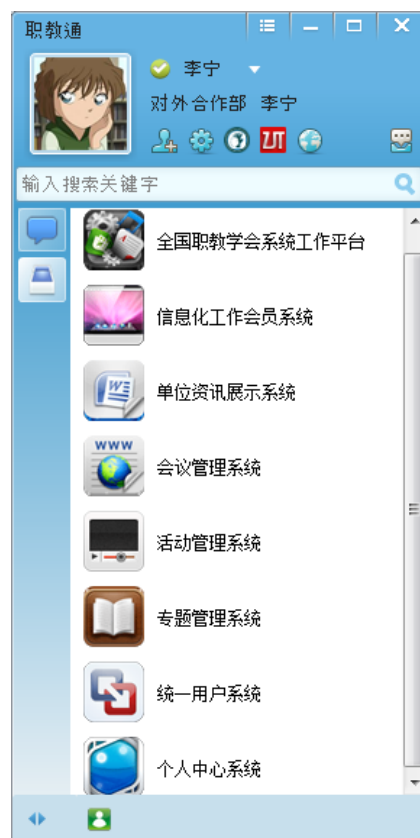 职教通
李宁
对外合作部 李宁
输入搜索关键字
全国职教学会系统工作平台
信息化工作会员系统
W
单位资讯展示系统
WWW
会议管理系统
活动管理系统
专题管理系统
统一用户系统
个人中心系统